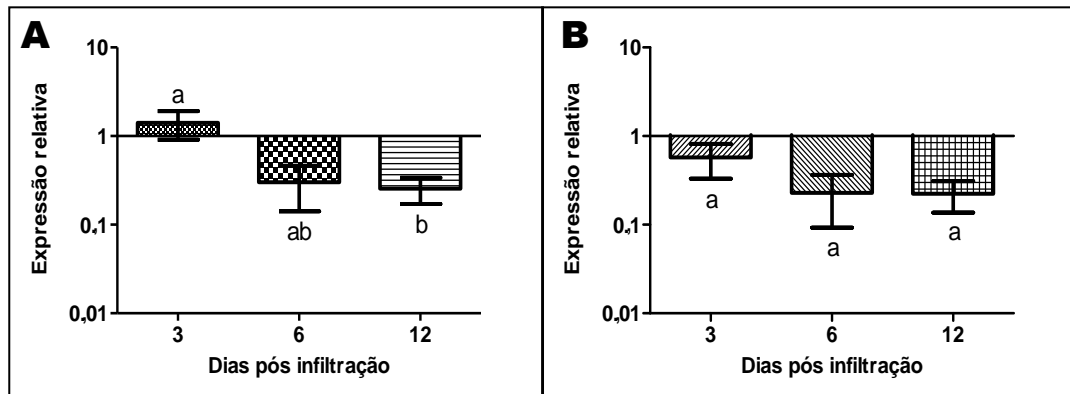 A
Expressão relativa
10
1
0,1
0,01
a
ab
b
3 6 12
Dias pós infiltração
B
Expressão relativa
10
1
0,1
0,01
a
a
a
3 6 12
Dias pós infiltração